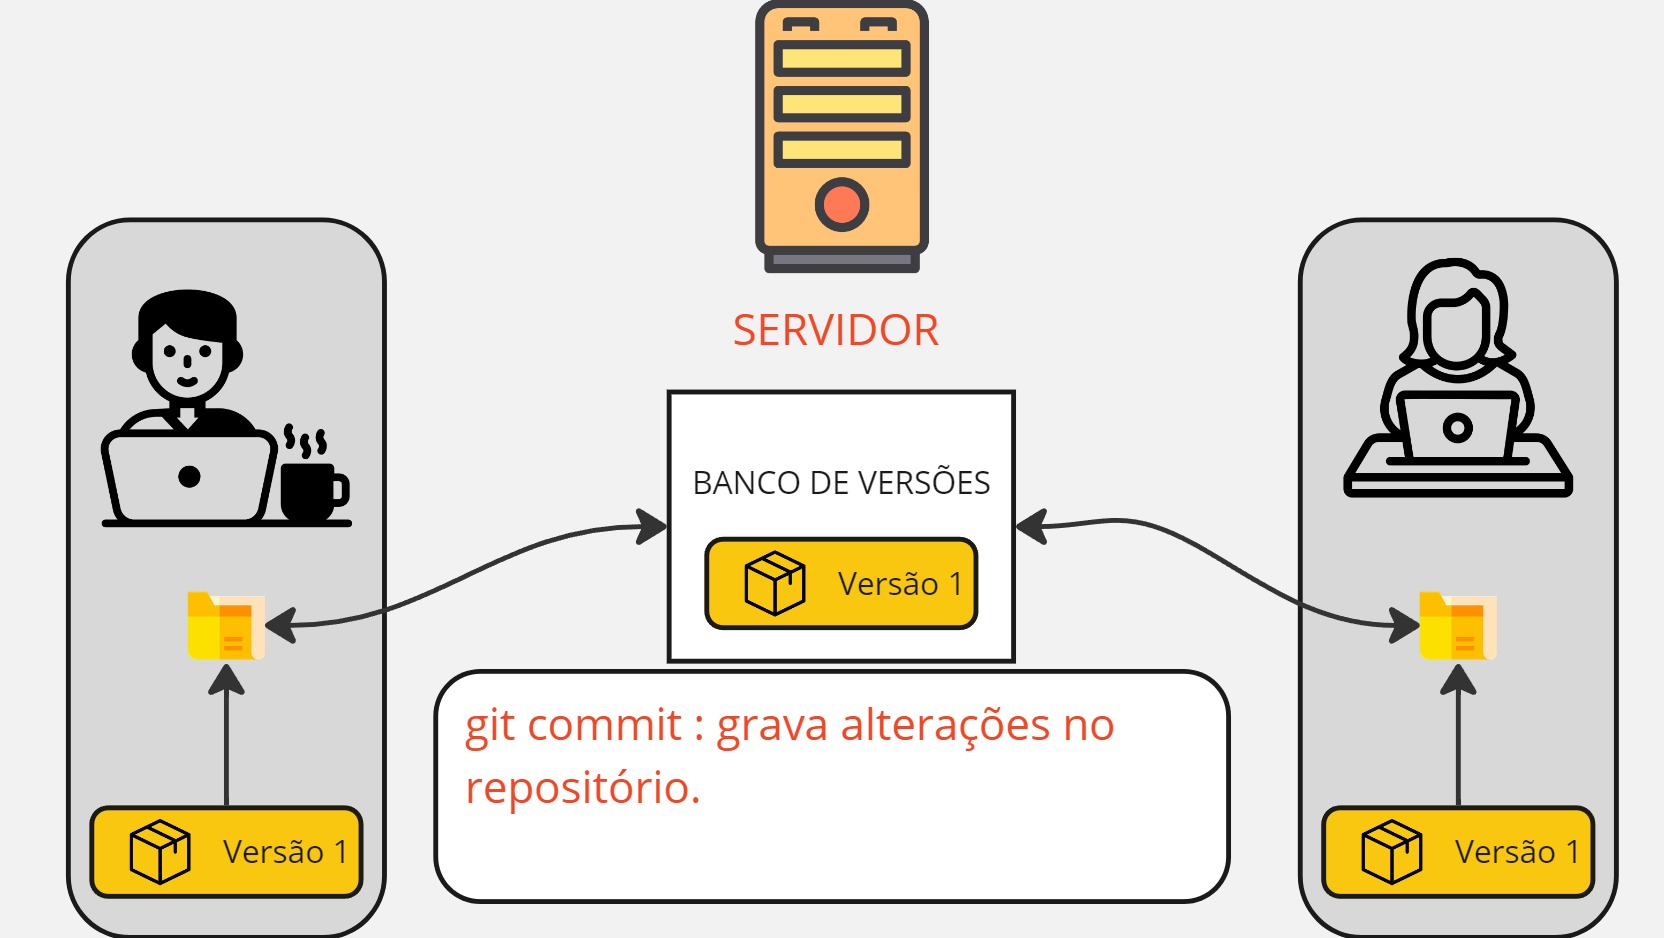 SERVIDOR
BANCO DE VERSÕES
Versão 1
git commit : grava alterações no
repositório.
Versão 1
Versão 1